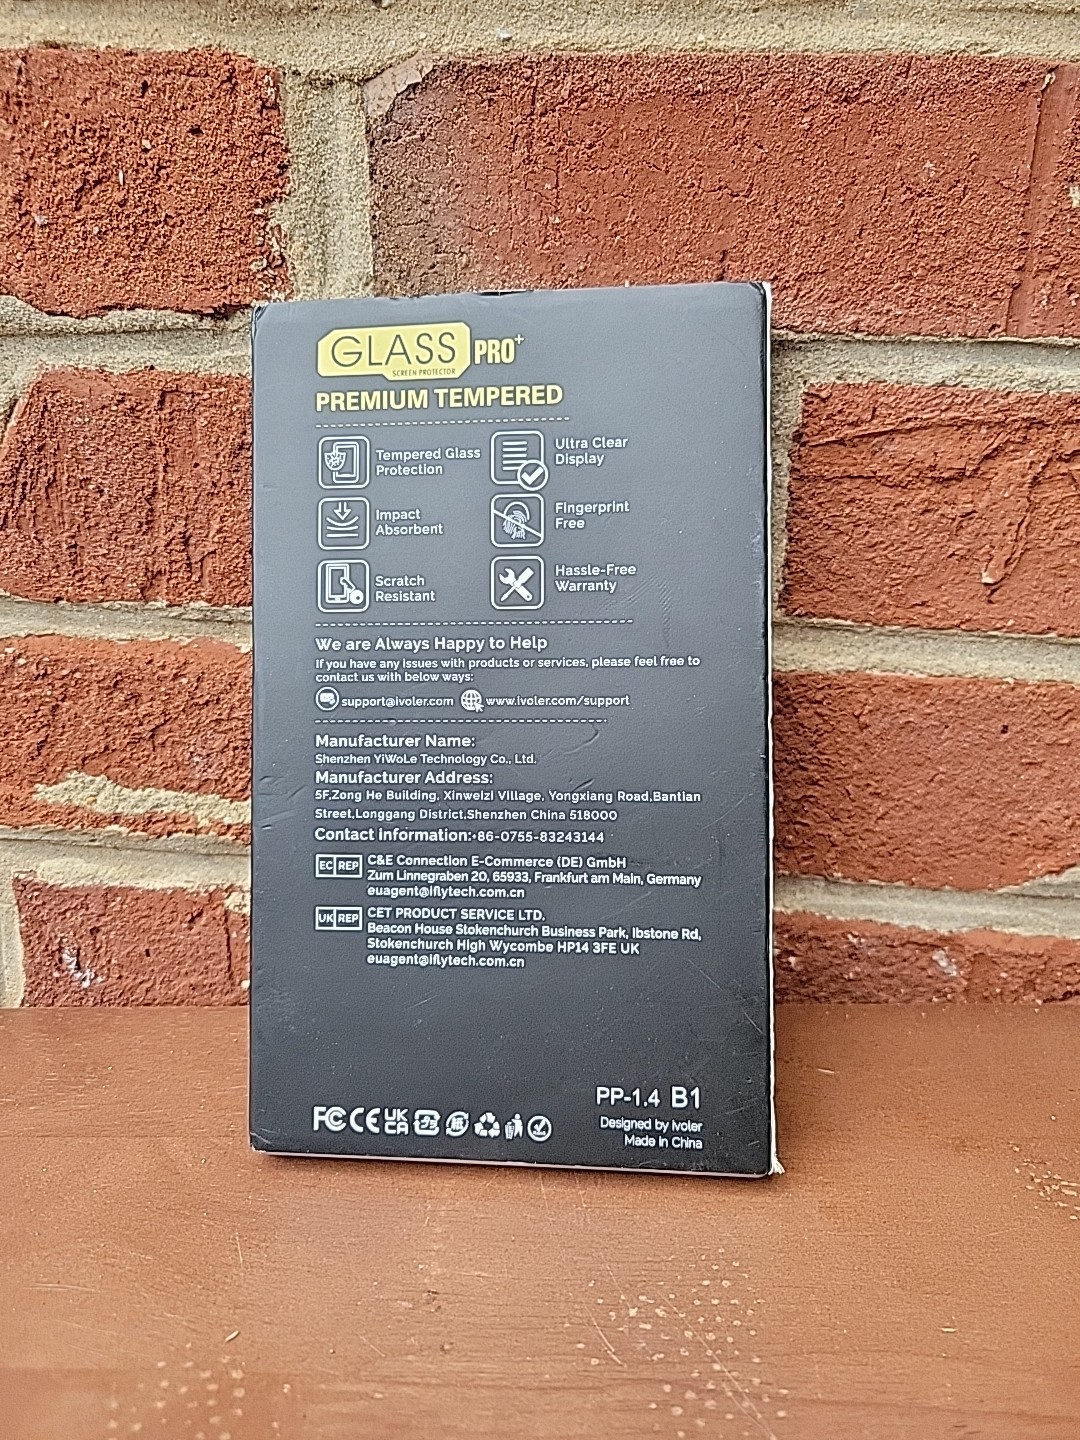 GLASS PRO+
SCREEN PROTECTOR
PREMIUM TEMPERED
Tempered Glass
Protection
Ultra Clear
Display
Impact
Absorbent
Fingerprint
Free
Scratch
Resistant
Hassle-Free
Warranty
We are Always Happy to Help
If you have any issues with products or services, please feel free to
contact us with below ways:
support@ivoler.com www.ivoler.com/support
Manufacturer Name:
Shenzhen YiWoLe Technology Co., Ltd.
Manufacturer Address:
5F,Zong He Building, Xinweizi Village, Yongxiang Road,Bantian
Street,Longgang District,Shenzhen China 518000
Contact information:+86-0755-83243144
EC REP C&E Connection E-Commerce (DE) GmbH
Zum Linnegraben 20, 65933, Frankfurt am Main, Germany
euagent@iflytech.com.cn
UK REP CET PRODUCT SERVICE LTD.
Beacon House Stokenchurch Business Park, Ibstone Rd,
Stokenchurch High Wycombe HP14 3FE UK
euagent@iflytech.com.cn
PP-1.4 B1
FC CE UK
CA
Designed by ivoler
Made in China